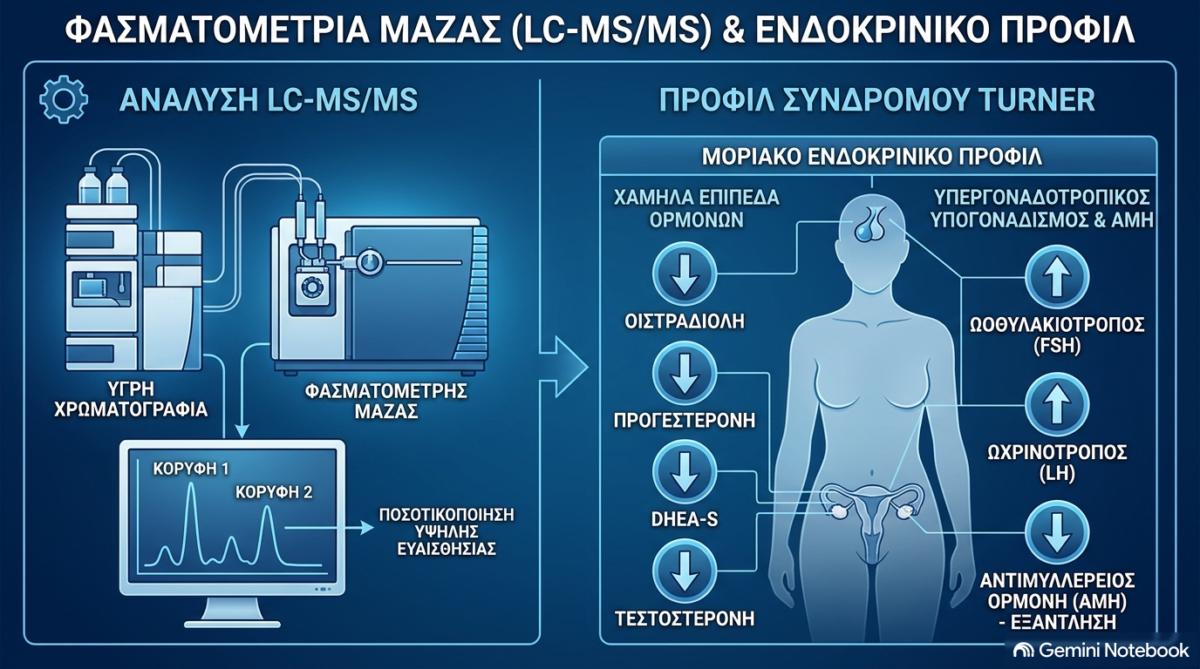 ΦΑΣΜΑΤΟΜΕΤΡΙΑ ΜΑΖΑΣ (LC-MS/MS) & ΕΝΔΟΚΡΙΝΙΚΟ ΠΡΟΦΙΛ
ΑΝΑΛΥΣΗ LC-MS/MS
ΥΓΡΗ
ΧΡΩΜΑΤΟΓΡΑΦΙΑ
ΦΑΣΜΑΤΟΜΕΤΡΗΣ
ΜΑΖΑΣ
ΚΟΡΥΦΗ 1
ΚΟΡΥΦΗ 2
ΠΟΣΟΤΙΚΟΠΟΙΗΣΗ
ΥΨΗΛΗΣ
ΕΥΑΙΣΘΗΣΙΑΣ
ΠΡΟΦΙΛ ΣΥΝΔΡΟΜΟΥ TURNER
ΜΟΡΙΑΚΟ ΕΝΔΟΚΡΙΝΙΚΟ ΠΡΟΦΙΛ
ΧΑΜΗΛΑ ΕΠΙΠΕΔΑ
ΟΡΜΟΝΩΝ
ΟΙΣΤΡΑΔΙΟΛΗ
ΠΡΟΓΕΣΤΕΡΟΝΗ
DHEA-S
ΤΕΣΤΟΣΤΕΡΟΝΗ
ΥΠΕΡΓΟΝΑΔΟΤΡΟΠΙΚΟΣ
ΥΠΟΓΟΝΑΔΙΣΜΟΣ & ΑΜΗ
ΩΟΘΥΛΑΚΙΟΤΡΟΠΟΣ
(FSH)
ΩΧΡΙΝΟΤΡΟΠΟΣ
(LH)
ΑΝΤΙΜΥΛΛΕΡΕΙΟΣ
ΟΡΜΟΝΗ (ΑΜΗ)
- ΕΞΑΝΤΛΗΣΗ
Gemini Notebook